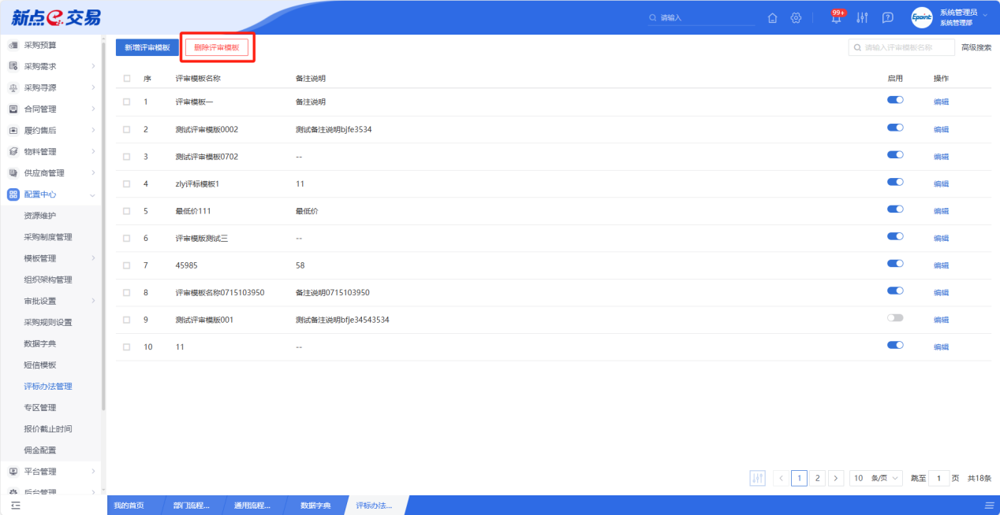 新点e交易
请输入
99+
Epoint
系统管理员
系统管理部
采购预算
采购需求
采购寻源
合同管理
履约售后
物料管理
供应商管理
配置中心
资源维护
采购制度管理
模板管理
组织架构管理
审批设置
采购规则设置
数据字典
短信模板
评标办法管理
专区管理
报价截止时间
佣金配置
平台管理
后台管理
新增评审模板 删除评审模板 请输入评审模板名称 高级搜索
序 评审模板名称 备注说明 启用 操作
1 评审模板一 备注说明 编辑
2 测试评审模版0002 测试备注说明bjfe3534 编辑
3 测试评审模板0702 -- 编辑
4 zly评标模板1 11 编辑
5 最低价111 最低价 编辑
6 评审模版测试三 -- 编辑
7 45985 58 编辑
8 评审模板名称0715103950 备注说明0715103950 编辑
9 测试评审模版001 测试备注说明bfje34543534 编辑
10 11 -- 编辑
1 2 10 条/页 跳至 1 页 共18条
我的首页 部门流程... 通用流程... 数据字典 评标办法...